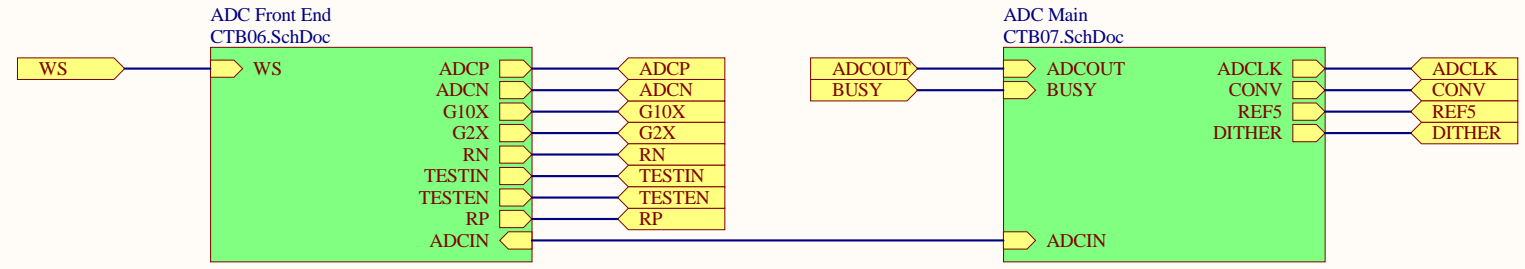 ADC Front End
CTB06.SchDoc
WS WS ADCP ADCP
ADCN ADCN
G10X G10X
G2X G2X
RN RN
TESTIN TESTIN
TESTEN TESTEN
RP RP
ADCIN
ADC Main
CTB07.SchDoc
ADCOUT ADCOUT ADCLK ADCLK
BUSY BUSY CONV CONV
REF5 REF5
DITHER DITHER
ADCIN